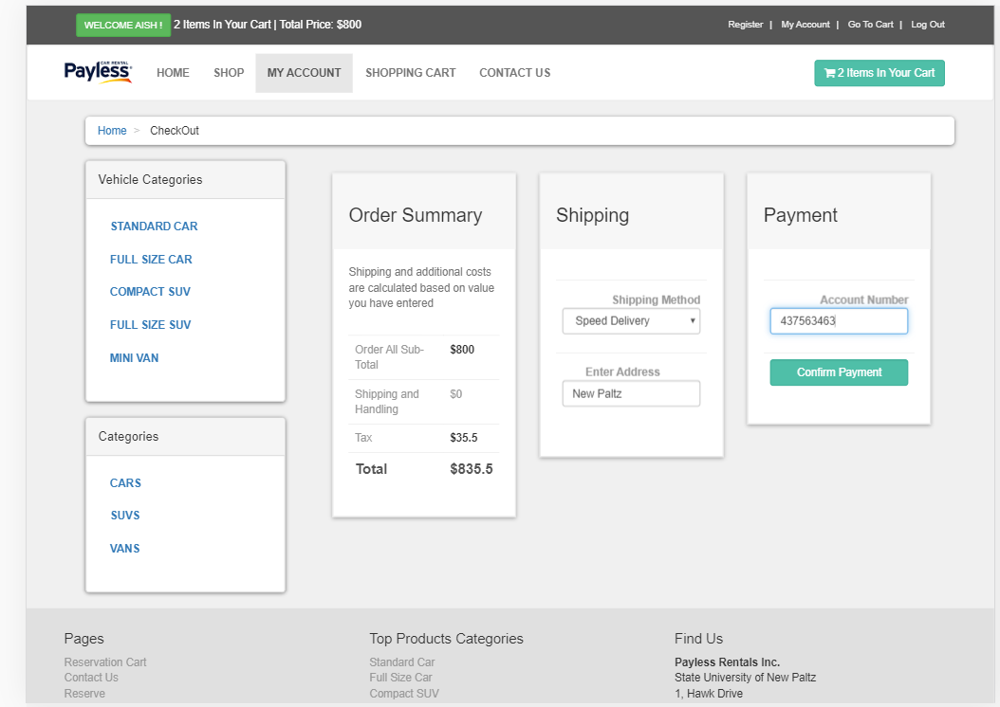 WELCOME AISH ! 2 Items In Your Cart | Total Price: $800
Register | My Account | Go To Cart | Log Out
CAR RENTAL
Payless
HOME SHOP MY ACCOUNT SHOPPING CART CONTACT US
2 Items In Your Cart
Home > CheckOut
Vehicle Categories
STANDARD CAR
FULL SIZE CAR
COMPACT SUV
FULL SIZE SUV
MINI VAN
Categories
CARS
SUVS
VANS
Order Summary
Shipping and additional costs
are calculated based on value
you have entered
Order All Sub-
Total
$800
Shipping and
Handling
$0
Tax $35.5
Total $835.5
Shipping
Shipping Method
Speed Delivery
Enter Address
New Paltz
Payment
Account Number
437563463
Confirm Payment
Pages
Reservation Cart
Contact Us
Reserve
Top Products Categories
Standard Car
Full Size Car
Compact SUV
Find Us
Payless Rentals Inc.
State University of New Paltz
1, Hawk Drive